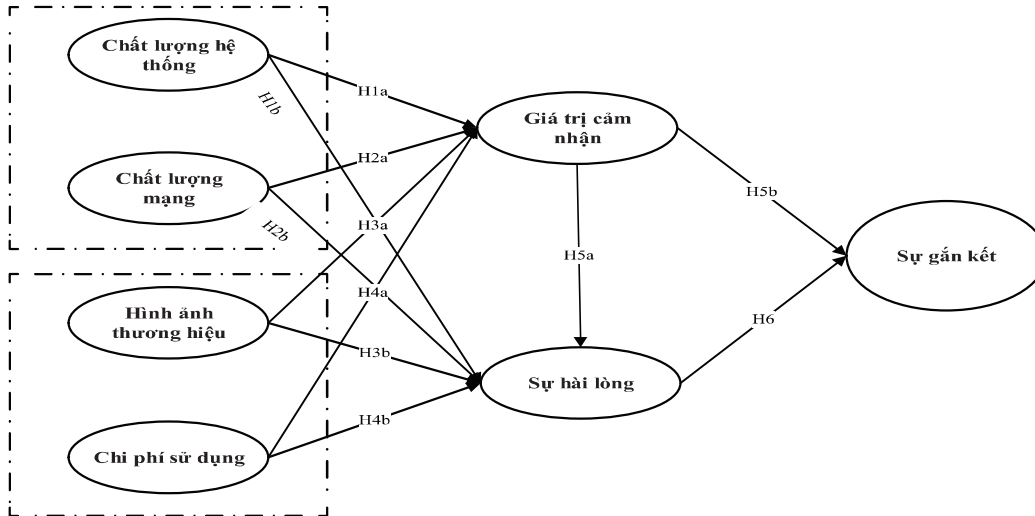 Chất lượng hệ
thống
H1b
H1a
Giá trị cảm
nhận
H2a
Chất lượng
mạng
H2b
H3a
H5b
H5a
Sự gắn kết
H4a
Hình ảnh
thương hiệu
H3b
H6
Sự hài lòng
H4b
Chi phí sử dụng